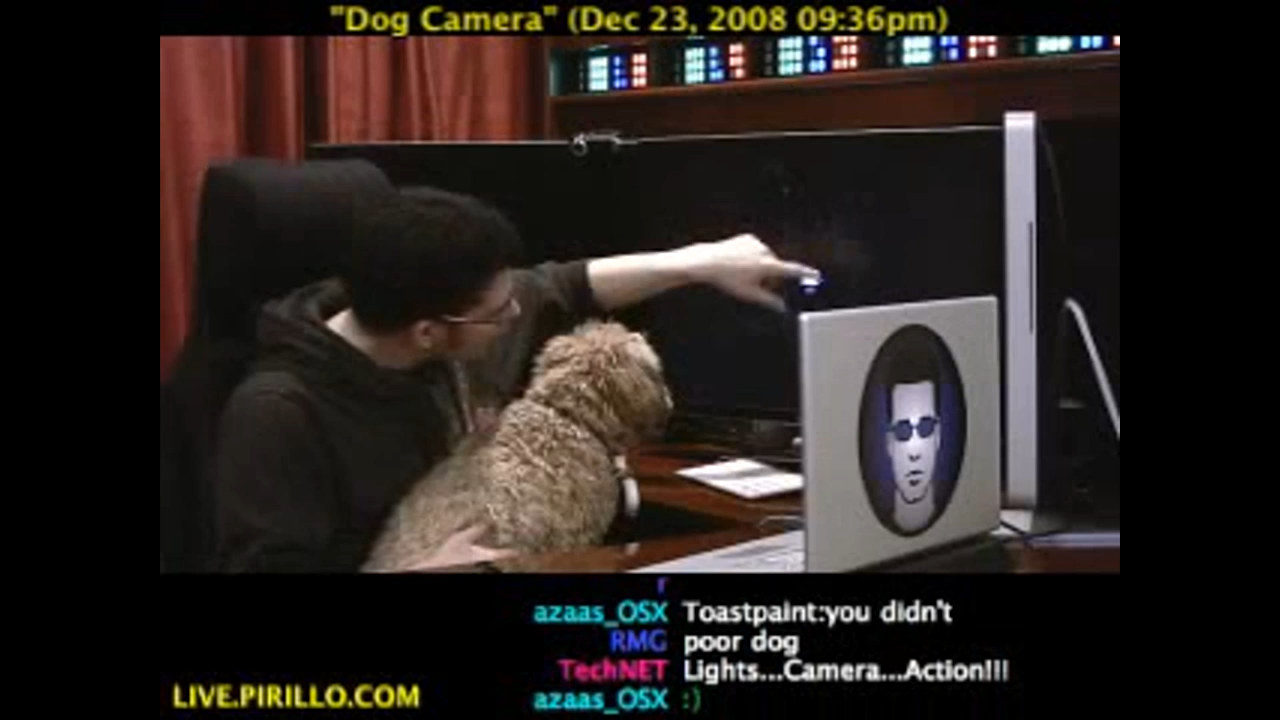 "Dog Camera" (Dec 23, 2008 09:36pm)
r
azaas_OSX Toastpaint:you didn't
RMG poor dog
TechNET Lights...Camera...Action!!!
LIVE.PIRILLO.COM
azaas_OSX :)